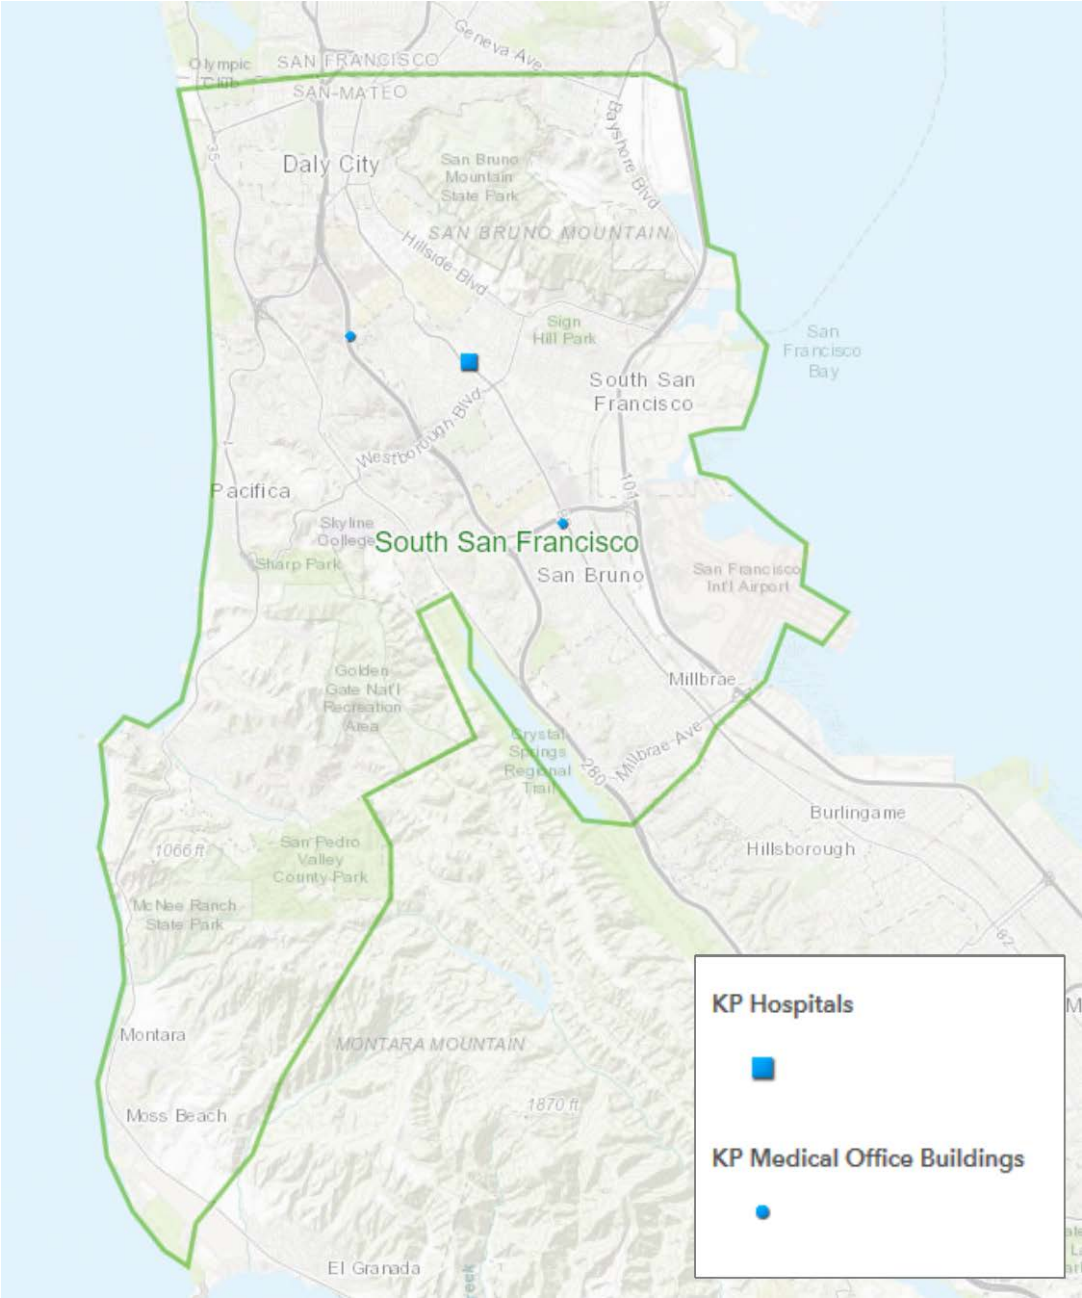 Geneva Ave
Olympic
Club
SAN FRANCISCO
SAN-MATEO
35
Bayshore Blvd
Daly City
San Bruno
Mountain
State Park
SAN BRUNO MOUNTAIN
Hillside Blvd
Sign
Hill Park
San
Francisco
Bay
South San
Francisco
Westborough Blvd
1
Pacifica
101
Skyline
College
South San Francisco
Sharp Park
San Bruno
San Francisco
Int'l Airport
Golden
Gate Nat'l
Recreation
Area
Millbrae
Crystal
Springs
Regional
Trail
280
Millbrae Ave
Burlingame
Hillsborough
1066 ft
San Pedro
Valley
County Park
McNee Ranch
State Park
82
KP Hospitals
Montara
MONTARA MOUNTAIN
1870 ft
Moss Beach
KP Medical Office Buildings
El Granada